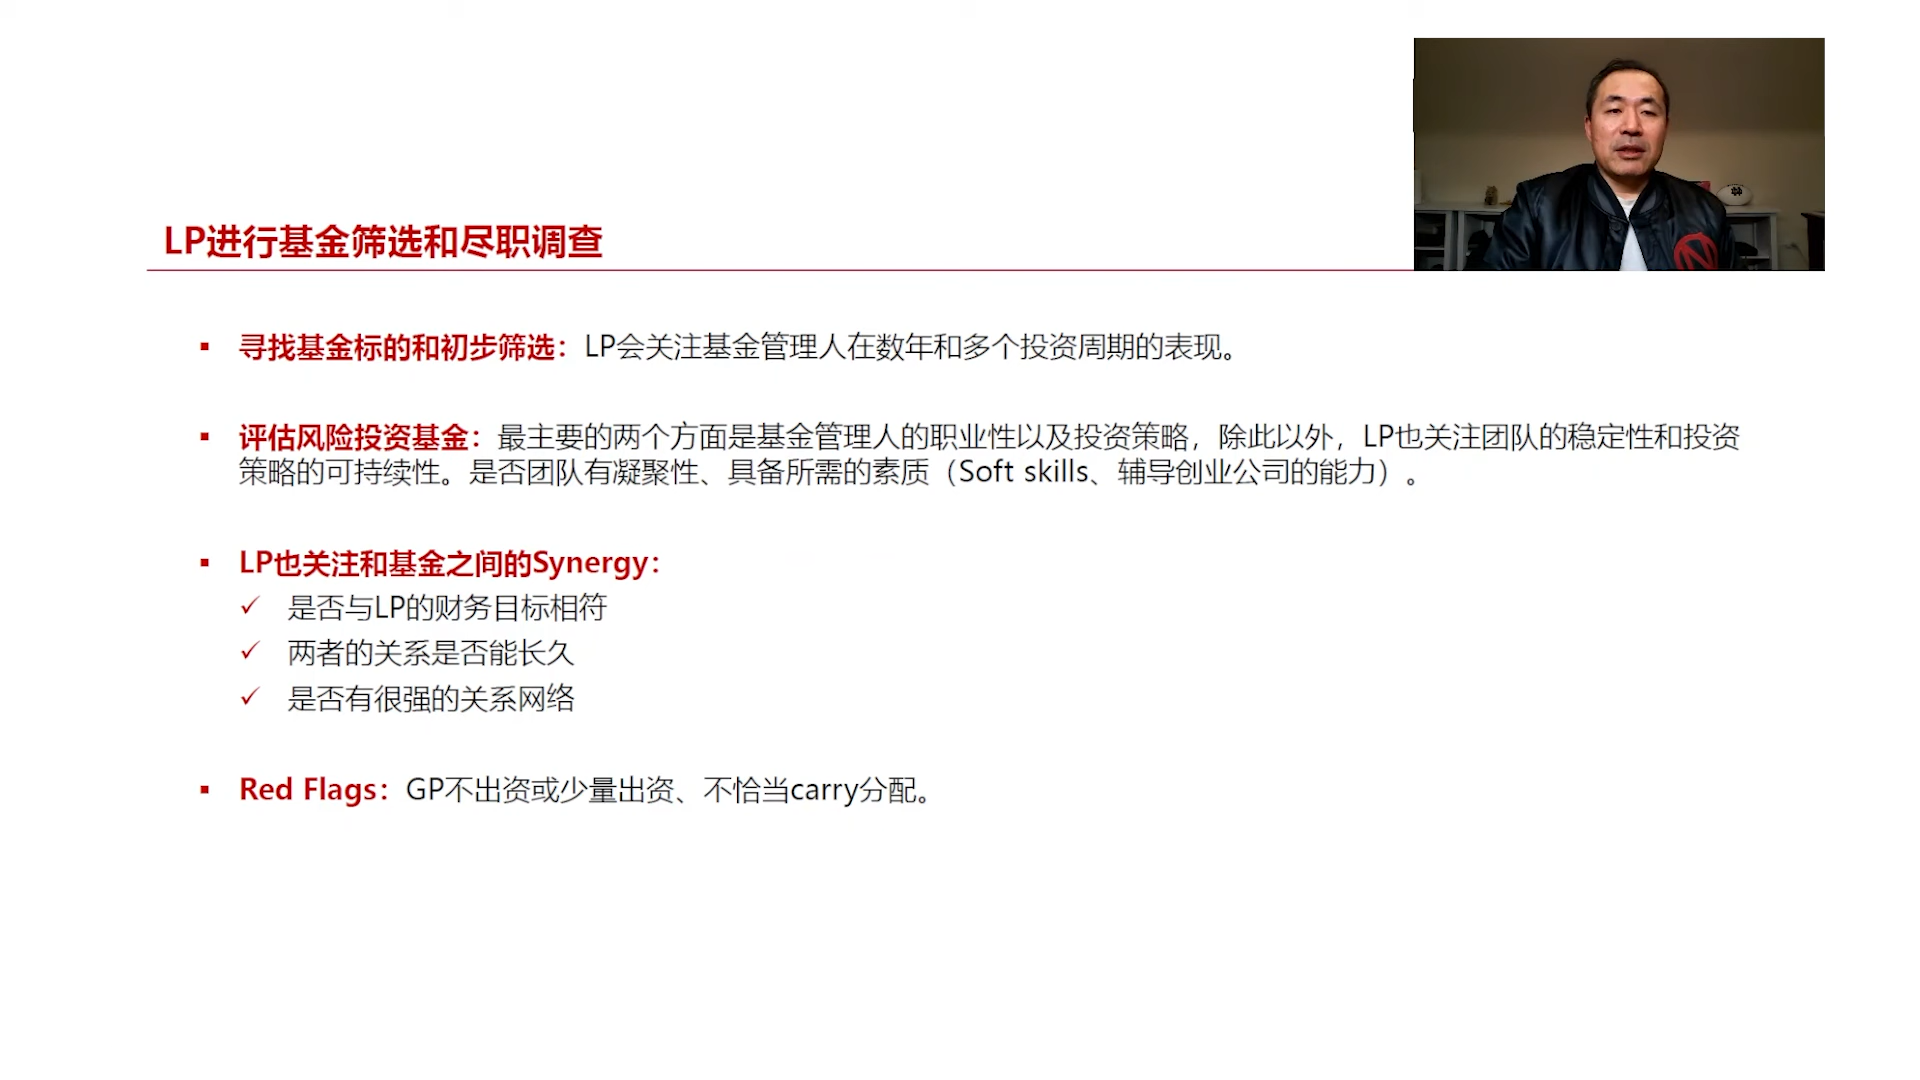 LP进行基金筛选和尽职调查
▪ 寻找基金标的和初步筛选：LP会关注基金管理人在数年和多个投资周期的表现。
▪ 评估风险投资基金：最主要的两个方面是基金管理人的职业性以及投资策略，除此以外，LP也关注团队的稳定性和投资
策略的可持续性。是否团队有凝聚性、具备所需的素质（Soft skills、辅导创业公司的能力）。
▪ LP也关注和基金之间的Synergy：
✓ 是否与LP的财务目标相符
✓ 两者的关系是否能长久
✓ 是否有很强的关系网络
▪ Red Flags：GP不出资或少量出资、不恰当carry分配。